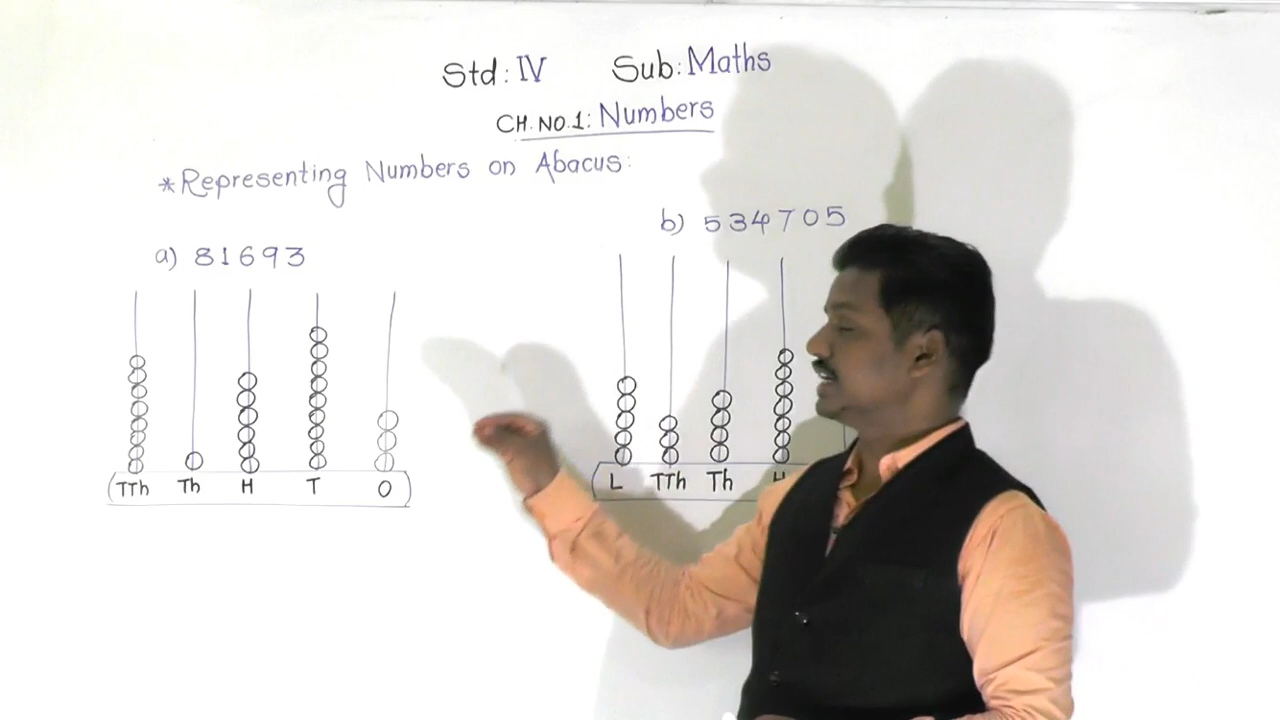 Std: IV Sub: Maths
CH. NO. 1: Numbers
*Representing Numbers on Abacus:
a) 81693
b) 534705
TTh Th H T O
L TTh Th H